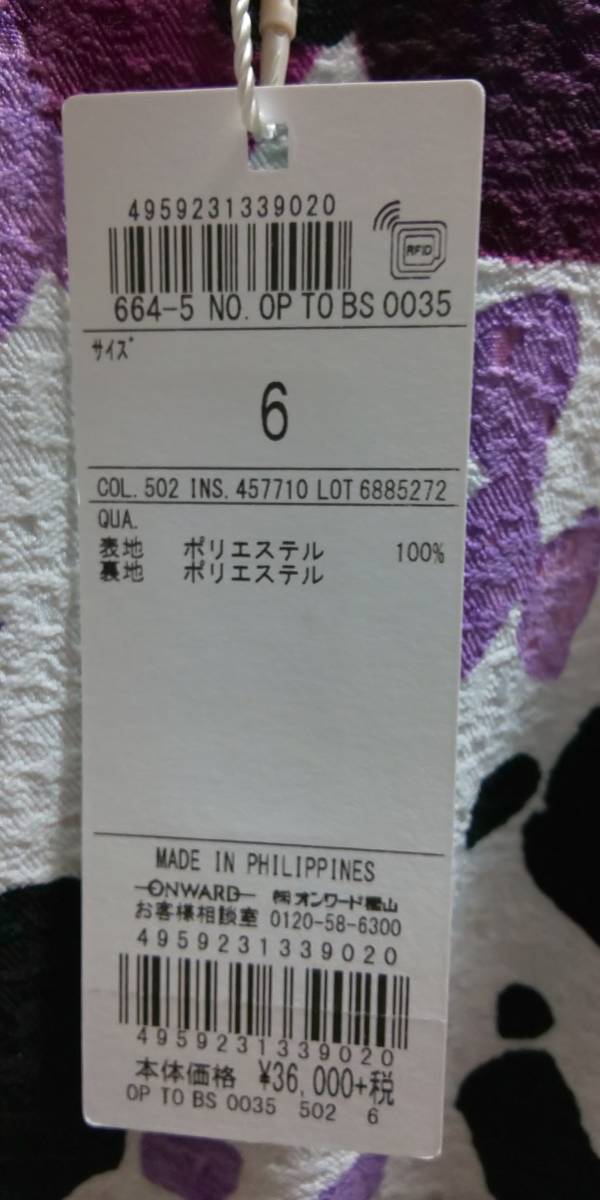 4959231339020
RFID
664-5 NO. OP TO BS 0035
サイズ
6
COL. 502 INS. 457710 LOT 6885272
QUA.
表地 ポリエステル 100%
裏地 ポリエステル
MADE IN PHILIPPINES
ONWARD ㈱オンワード樫山
お客様相談室 0120-58-6300
4959231339020
4959231339020
本体価格 ¥36,000+税
OP TO BS 0035 502 6